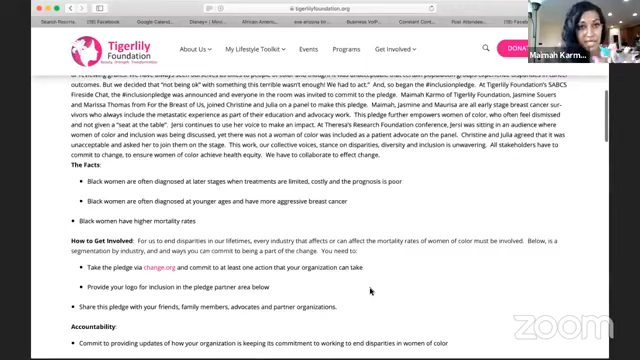 tigerlilyfoundation.org
(18) Facebook
Google Calend...
Disney+ | Movi...
African Americ...
eve arizona bi...
Business VoIP...
Comment Cont...
Post Attendee...
(18) Faceboo
Tigerlily
Foundation
Beauty, Strength, Transformation
About Us
My Lifestyle Toolkit
Events
Programs
Get Involved
DONA
Maimah Karm...
of reviewing grants. We have always seen ourselves as allies to people in color and
outcomes. But we decided that "not being ok" with something this terrible wasn't enough! We had to act." And, so began the #inclusionpledge. At Tigerlily Foundation's SABCS
Fireside Chat, the #inclusionpledge was announced and everyone in the room was invited to commit to the pledge. Maimah Karmo of Tigerlily Foundation, Jasmine Souers
and Marissa Thomas from For the Breast of Us, joined Christine and Julia on a panel to make this pledge. Maimah, Jasmine and Maurisa are all early stage breast cancer sur-
vivors who always include the metastatic experience as part of their education and advocacy work. This pledge further empowers women of color, who often feel dismissed
and not given a "seat at the table". Jersi continues to use her voice to make an impact. At Theresa's Research Foundation conference, Jersi was sitting in an audience where
women of color and inclusion was being discussed, yet there was not a woman of color was included as a patient advocate on the panel. Christine and Julia agreed that it was
unacceptable and asked her to join them on the stage. This work, our collective voices, stance on disparities, diversity and inclusion is unwavering. All stakeholders have
to commit to change, to ensure women of color achieve health equity. We have to collaborate to effect change.
The Facts:
Black women are often diagnosed at later stages when treatments are limited, costly and the prognosis is poor
Black women are often diagnosed at younger ages and have more aggressive breast cancer
Black women have higher mortality rates
How to Get Involved: For us to end disparities in our lifetimes, every industry that affects or can affect the mortality rates of women of color must be involved. Below, is a
segmentation by industry, and and ways you can commit to being a part of the change. You need to:
Take the pledge via change.org and commit to at least one action that your organization can take
Provide your logo for inclusion in the pledge partner area below
Share this pledge with your friends, family members, advocates and partner organizations.
Accountability:
Commit to providing updates of how your organization is keeping its commitment to working to end disparities in women of color
zoom